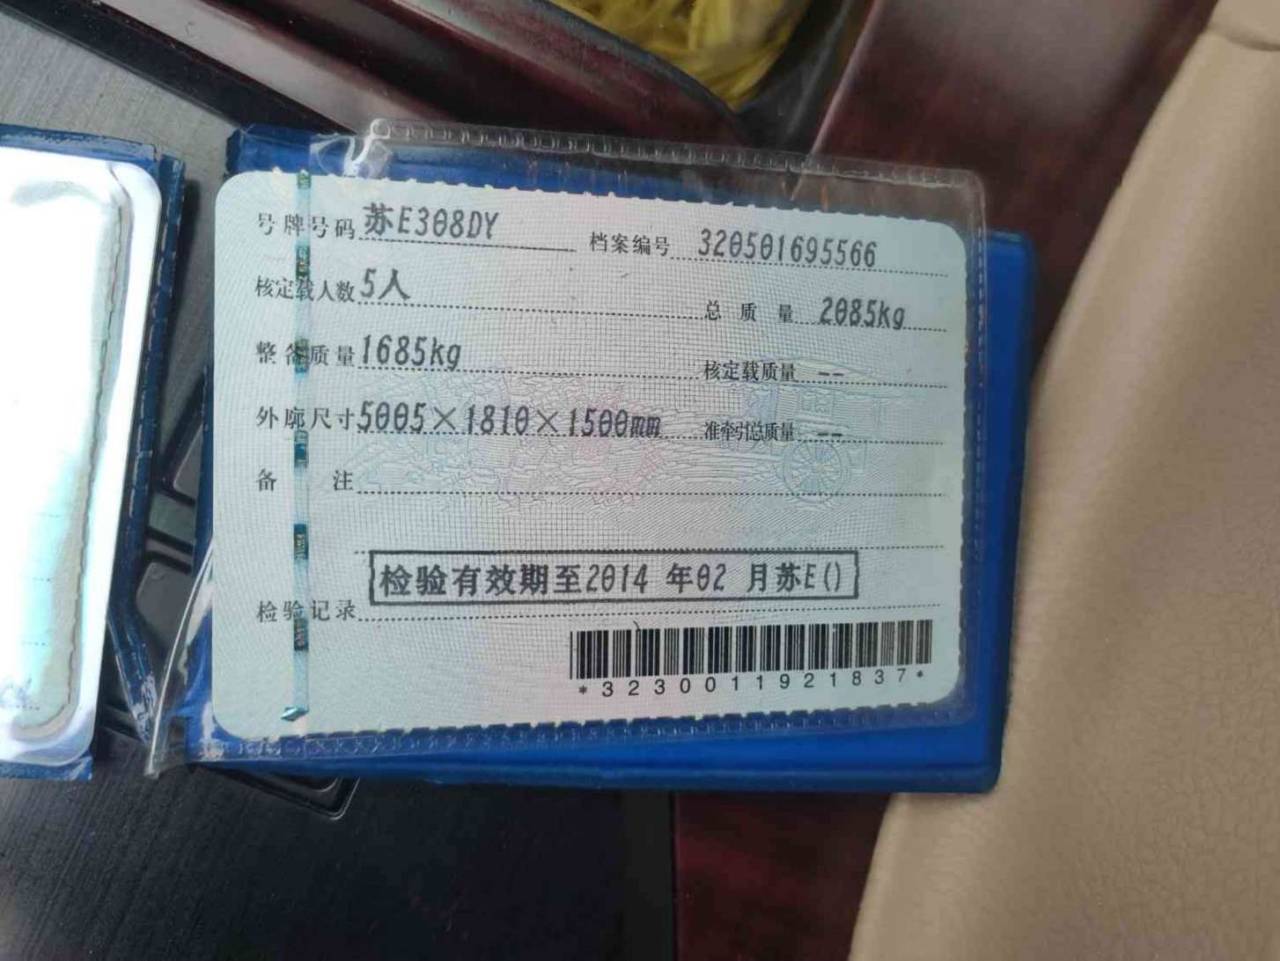 号牌号码 苏E308DY 档案编号 320501695566
核定载人数 5人 总质量 2085kg
整备质量 1685kg 核定载质量 --
外廓尺寸 5005×1810×1500mm 准牵引总质量 --
备注
检验记录 检验有效期至2014 年02 月苏E()
*3230011921837*